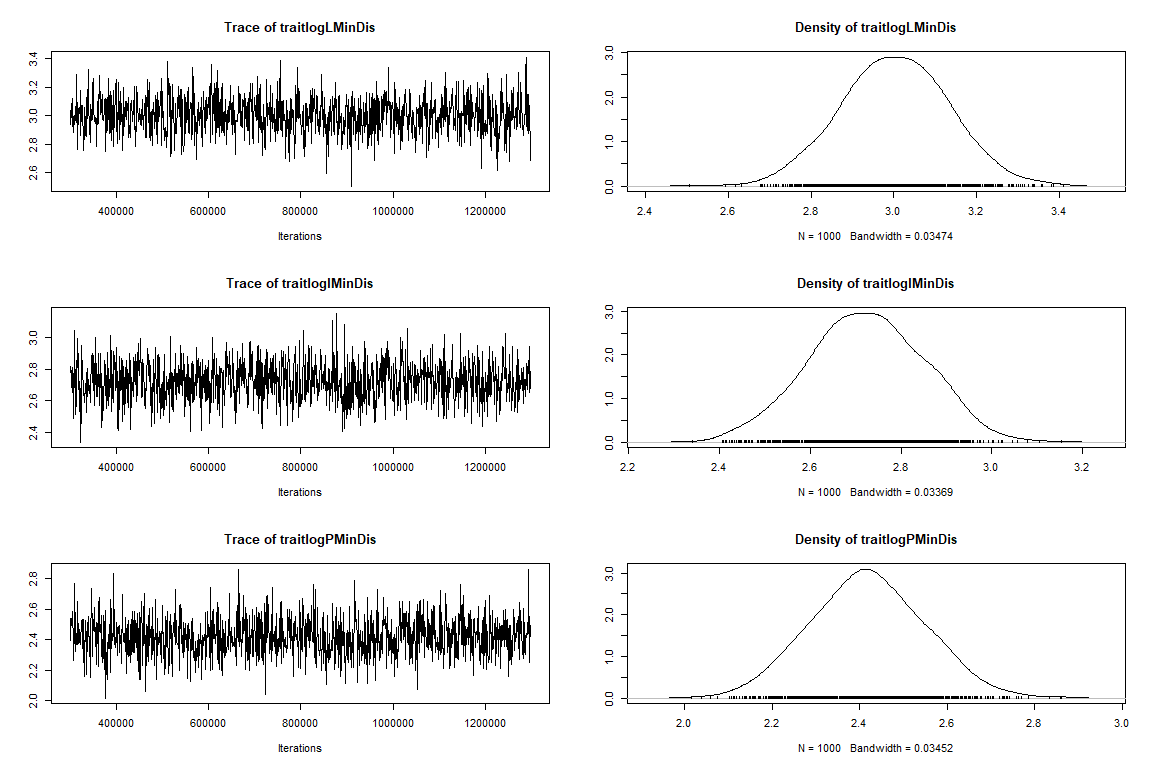 Trace of traitlogLMinDis
3.4
3.2
3.0
2.8
2.6
400000 600000 800000 1000000 1200000
Iterations
Density of traitlogLMinDis
3.0
2.0
1.0
0.0
2.4 2.6 2.8 3.0 3.2 3.4
N = 1000 Bandwidth = 0.03474
Trace of traitlogIMinDis
3.0
2.8
2.6
2.4
400000 600000 800000 1000000 1200000
Iterations
Density of traitlogIMinDis
3.0
2.0
1.0
0.0
2.2 2.4 2.6 2.8 3.0 3.2
N = 1000 Bandwidth = 0.03369
Trace of traitlogPMinDis
2.8
2.6
2.4
2.2
2.0
400000 600000 800000 1000000 1200000
Iterations
Density of traitlogPMinDis
3.0
2.0
1.0
0.0
2.0 2.2 2.4 2.6 2.8 3.0
N = 1000 Bandwidth = 0.03452